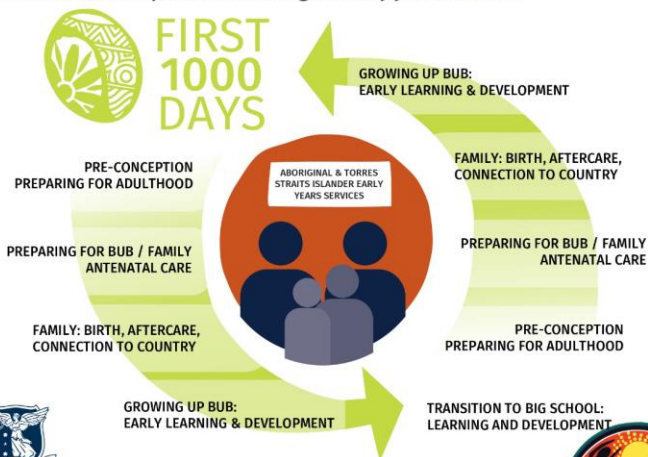 FIRST
1000
DAYS
GROWING UP BUB:
EARLY LEARNING & DEVELOPMENT
FAMILY: BIRTH, AFTERCARE,
CONNECTION TO COUNTRY
PREPARING FOR BUB / FAMILY
ANTENATAL CARE
PRE-CONCEPTION
PREPARING FOR ADULTHOOD
ABORIGINAL & TORRES
STRAITS ISLANDER EARLY
YEARS SERVICES
PRE-CONCEPTION
PREPARING FOR ADULTHOOD
PREPARING FOR BUB / FAMILY
ANTENATAL CARE
FAMILY: BIRTH, AFTERCARE,
CONNECTION TO COUNTRY
GROWING UP BUB:
EARLY LEARNING & DEVELOPMENT
TRANSITION TO BIG SCHOOL:
LEARNING AND DEVELOPMENT